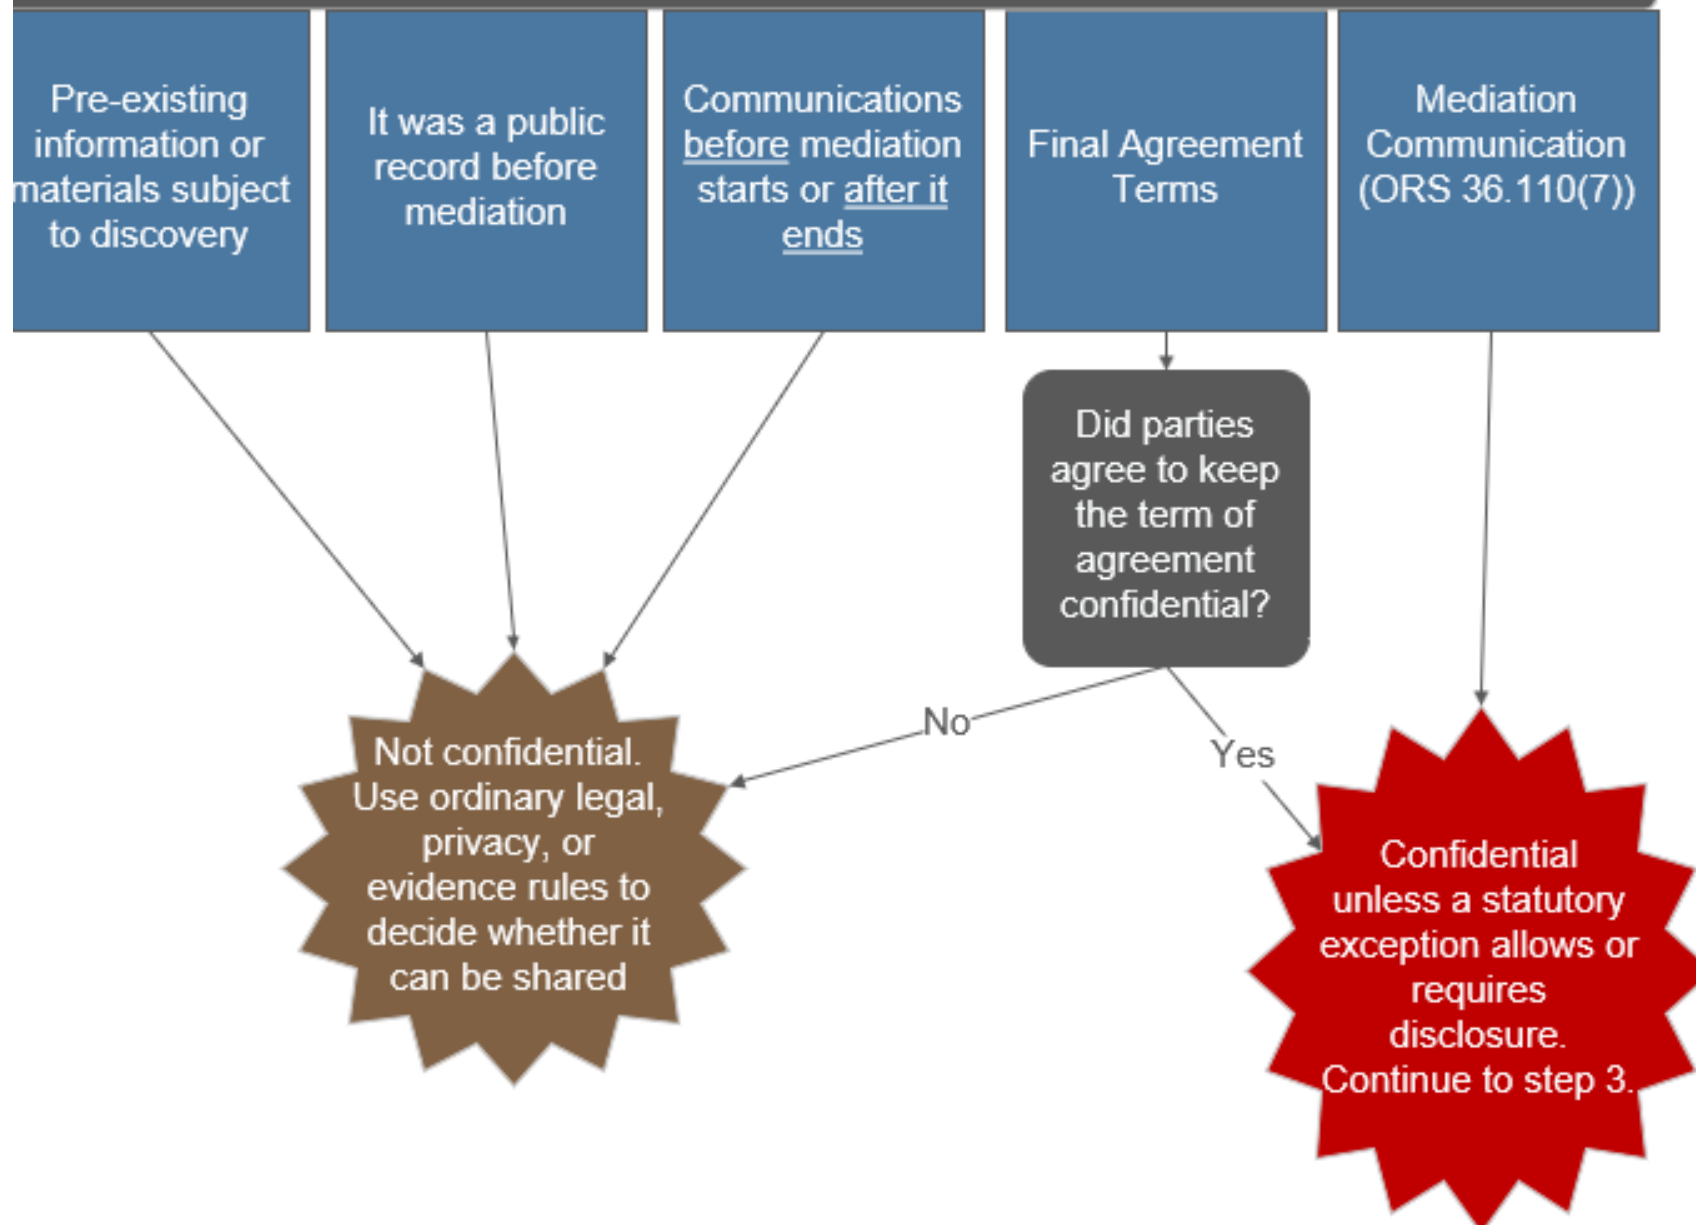 Pre-existing
information or
materials subject
to discovery
It was a public
record before
mediation
Communications
before mediation
starts or after it
ends
Final Agreement
Terms
Mediation
Communication
(ORS 36.110(7))
Did parties
agree to keep
the term of
agreement
confidential?
No
Yes
Not confidential.
Use ordinary legal,
privacy, or
evidence rules to
decide whether it
can be shared
Confidential
unless a statutory
exception allows or
requires
disclosure.
Continue to step 3.